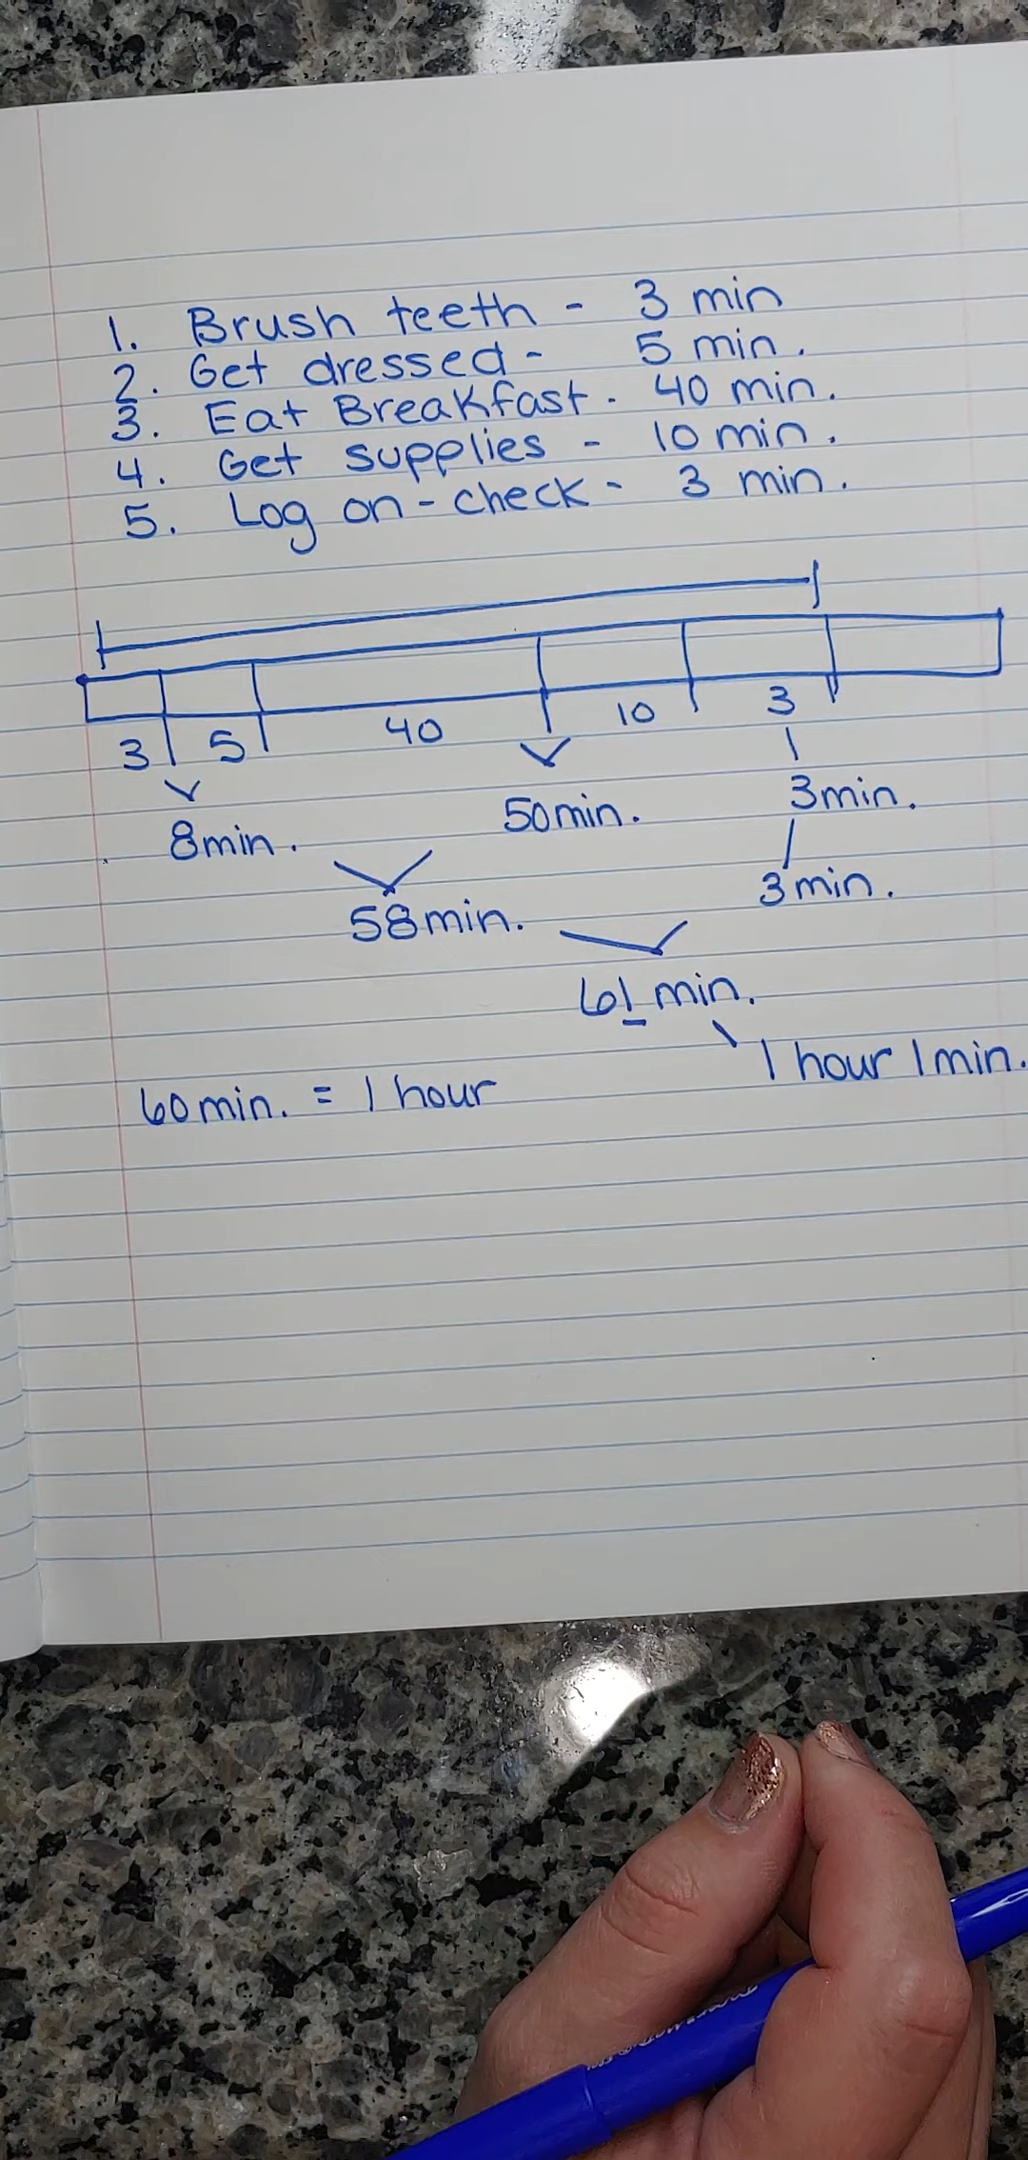 1. Brush teeth - 3 min
2. Get dressed - 5 min.
3. Eat Breakfast. 40 min.
4. Get supplies - 10 min.
5. Log on-check - 3 min.
3 5 40 10 3
8min. 50min. 3min.
58min. 3min.
61 min.
1 hour 1min.
60min. = 1 hour